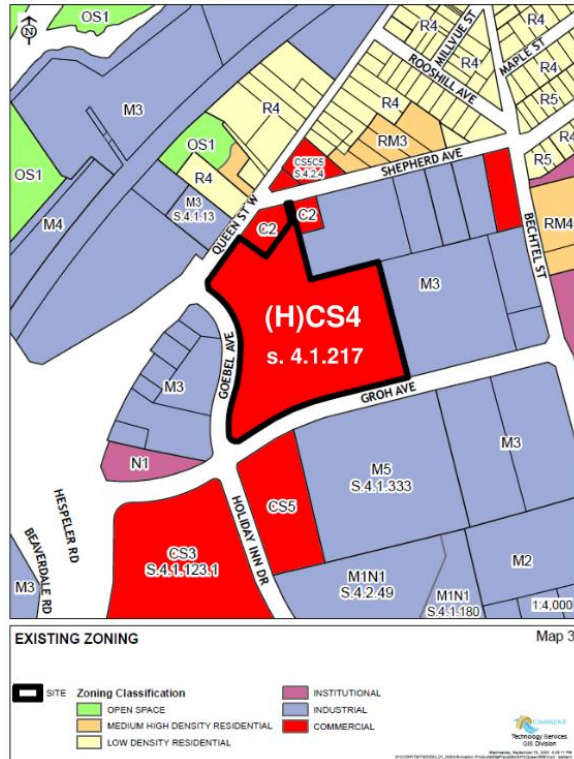 OS1
N
M3
R4
R4
R4
MILLVUE ST
MAPLE ST
ROOSHILL AVE
R4
R5
OS1
OS1
R4
RM3
CS5C5
S.4.2.4
SHEPHERD AVE
R5
R4
M4
M3
S.4.1.13
QUEEN ST W
C2
C2
RM4
BECHTEL ST
M3
(H)CS4
s. 4.1.217
GOEBEL AVE
M3
GROH AVE
N1
M3
M5
S.4.1.333
CS5
HESPELER RD
BEAVERDALE RD
HOLIDAY INN DR
CS3
S.4.1.123.1
M3
M2
M1N1
S.4.2.49
M1N1
S.4.1.180
1:4,000
EXISTING ZONING
Map 3
SITE
Zoning Classification
OPEN SPACE
MEDIUM HIGH DENSITY RESIDENTIAL
LOW DENSITY RESIDENTIAL
INSTITUTIONAL
INDUSTRIAL
COMMERCIAL
CAMBRIDGE
Technology Services
GIS Division